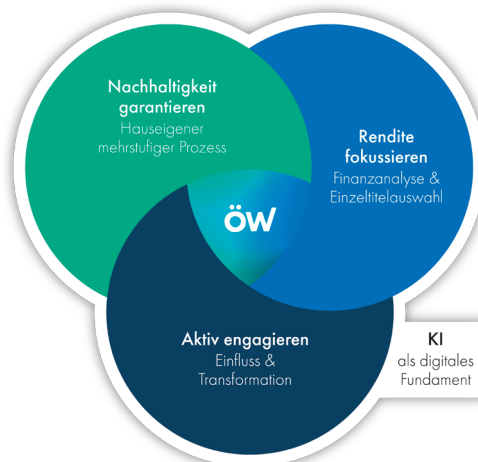 Nachhaltigkeit
garantieren
Hauseigener
mehrstufiger Prozess
Rendite
fokussieren
Finanzanalyse &
Einzeltitelauswahl
ÖW
Aktiv engagieren
Einfluss &
Transformation
KI
als digitales
Fundament